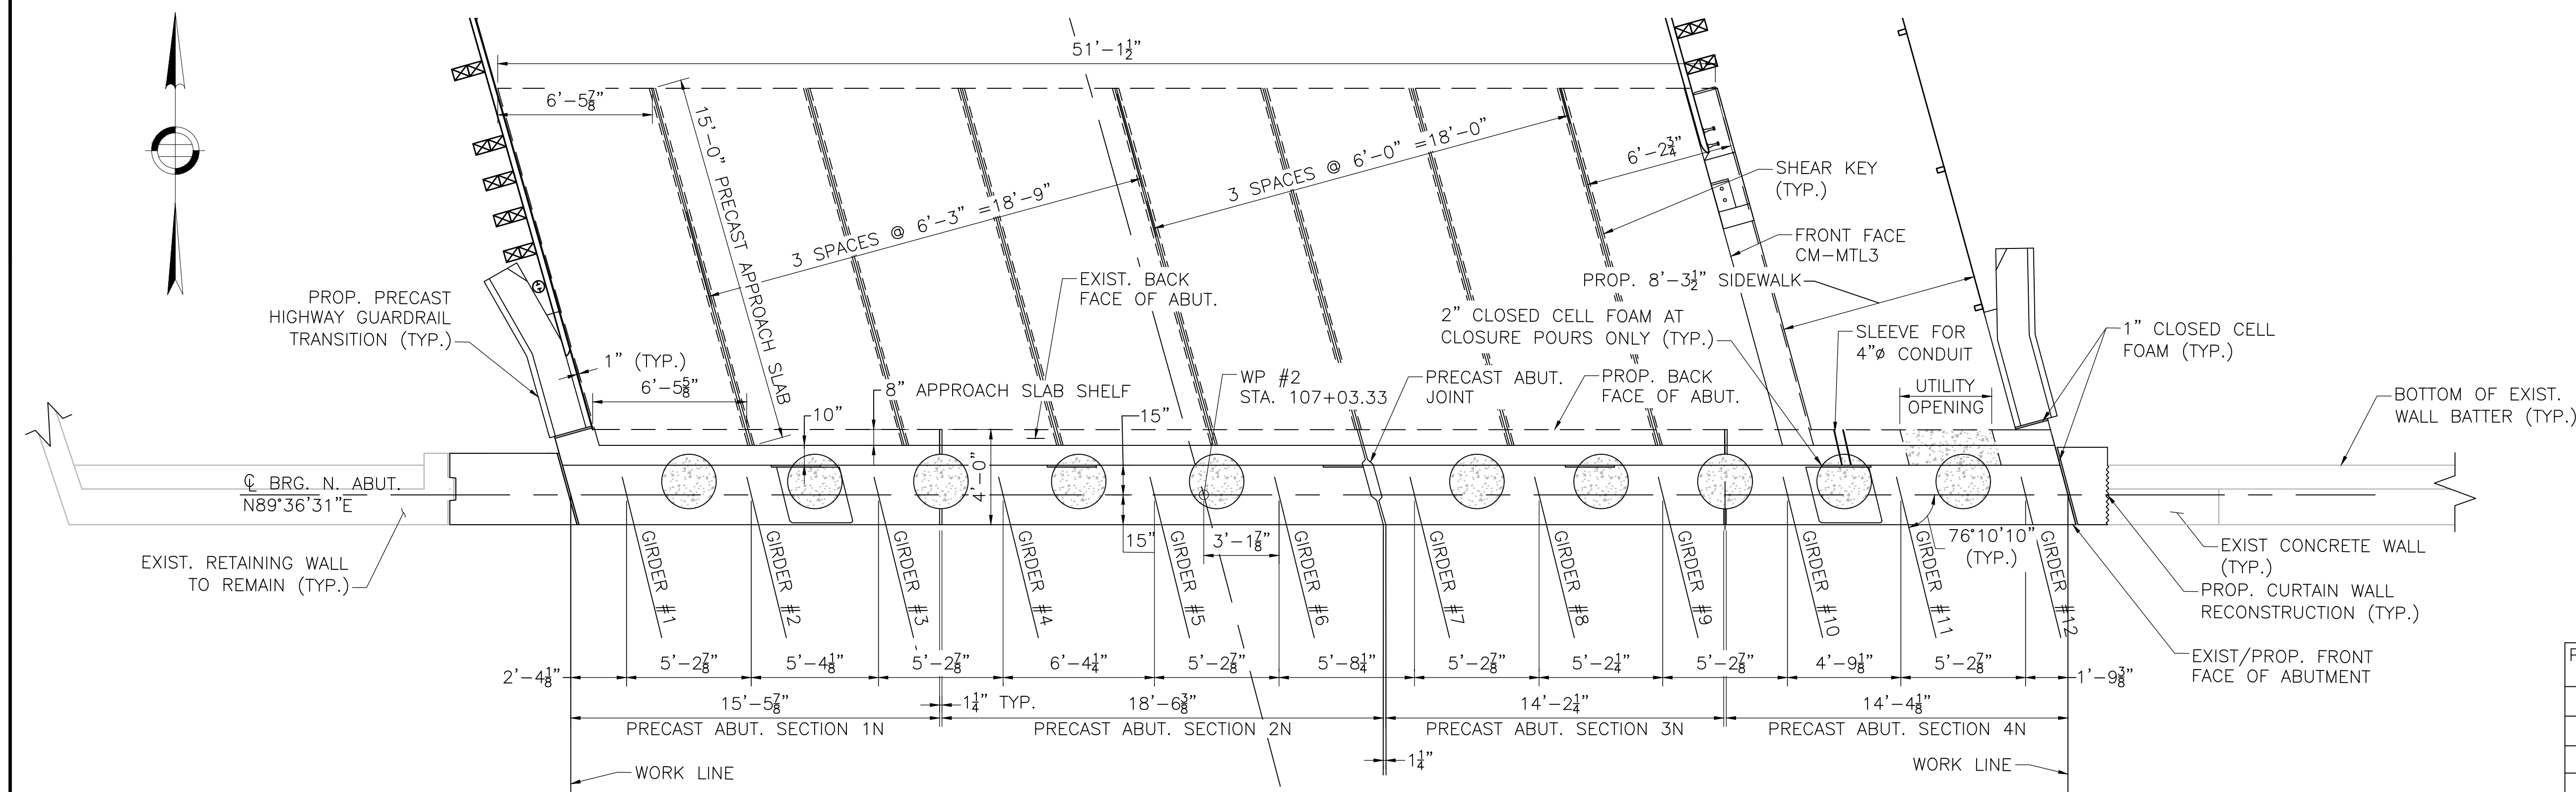 51'-1½"
6'-5⅞"
15'-0" PRECAST APPROACH SLAB
3 SPACES @ 6'-3" =18'-9"
3 SPACES @ 6'-0" =18'-0"
6'-2¾"
SHEAR KEY
(TYP.)
FRONT FACE
CM-MTL3
PROP. 8'-3½" SIDEWALK
EXIST. BACK
FACE OF ABUT.
PROP. PRECAST
HIGHWAY GUARDRAIL
TRANSITION (TYP.)
2" CLOSED CELL FOAM AT
CLOSURE POURS ONLY (TYP.)
SLEEVE FOR
4"ø CONDUIT
1" CLOSED CELL
FOAM (TYP.)
1" (TYP.)
6'-5⅝"
8" APPROACH SLAB SHELF
WP #2
STA. 107+03.33
PRECAST ABUT.
JOINT
PROP. BACK
FACE OF ABUT.
UTILITY
OPENING
BOTTOM OF EXIST.
WALL BATTER (TYP.)
10"
15"
4'-0"
℄ BRG. N. ABUT.
N89°36'31"E
15"
3'-1⅞"
76°10'10"
(TYP.)
EXIST. RETAINING WALL
TO REMAIN (TYP.)
EXIST CONCRETE WALL
(TYP.)
PROP. CURTAIN WALL
RECONSTRUCTION (TYP.)
EXIST/PROP. FRONT
FACE OF ABUTMENT
GIRDER #1
GIRDER #2
GIRDER #3
GIRDER #4
GIRDER #5
GIRDER #6
GIRDER #7
GIRDER #8
GIRDER #9
GIRDER #10
GIRDER #11
GIRDER #12
2'-4⅛"
5'-2⅞"
5'-4⅛"
5'-2⅞"
6'-4¼"
5'-2⅞"
5'-8¼"
5'-2⅞"
5'-2¼"
5'-2⅞"
4'-9⅛"
5'-2⅞"
1'-9⅜"
15'-5⅞"
1¼" TYP.
18'-6⅜"
14'-2¼"
14'-4⅛"
PRECAST ABUT. SECTION 1N
PRECAST ABUT. SECTION 2N
PRECAST ABUT. SECTION 3N
PRECAST ABUT. SECTION 4N
1¼"
WORK LINE
WORK LINE